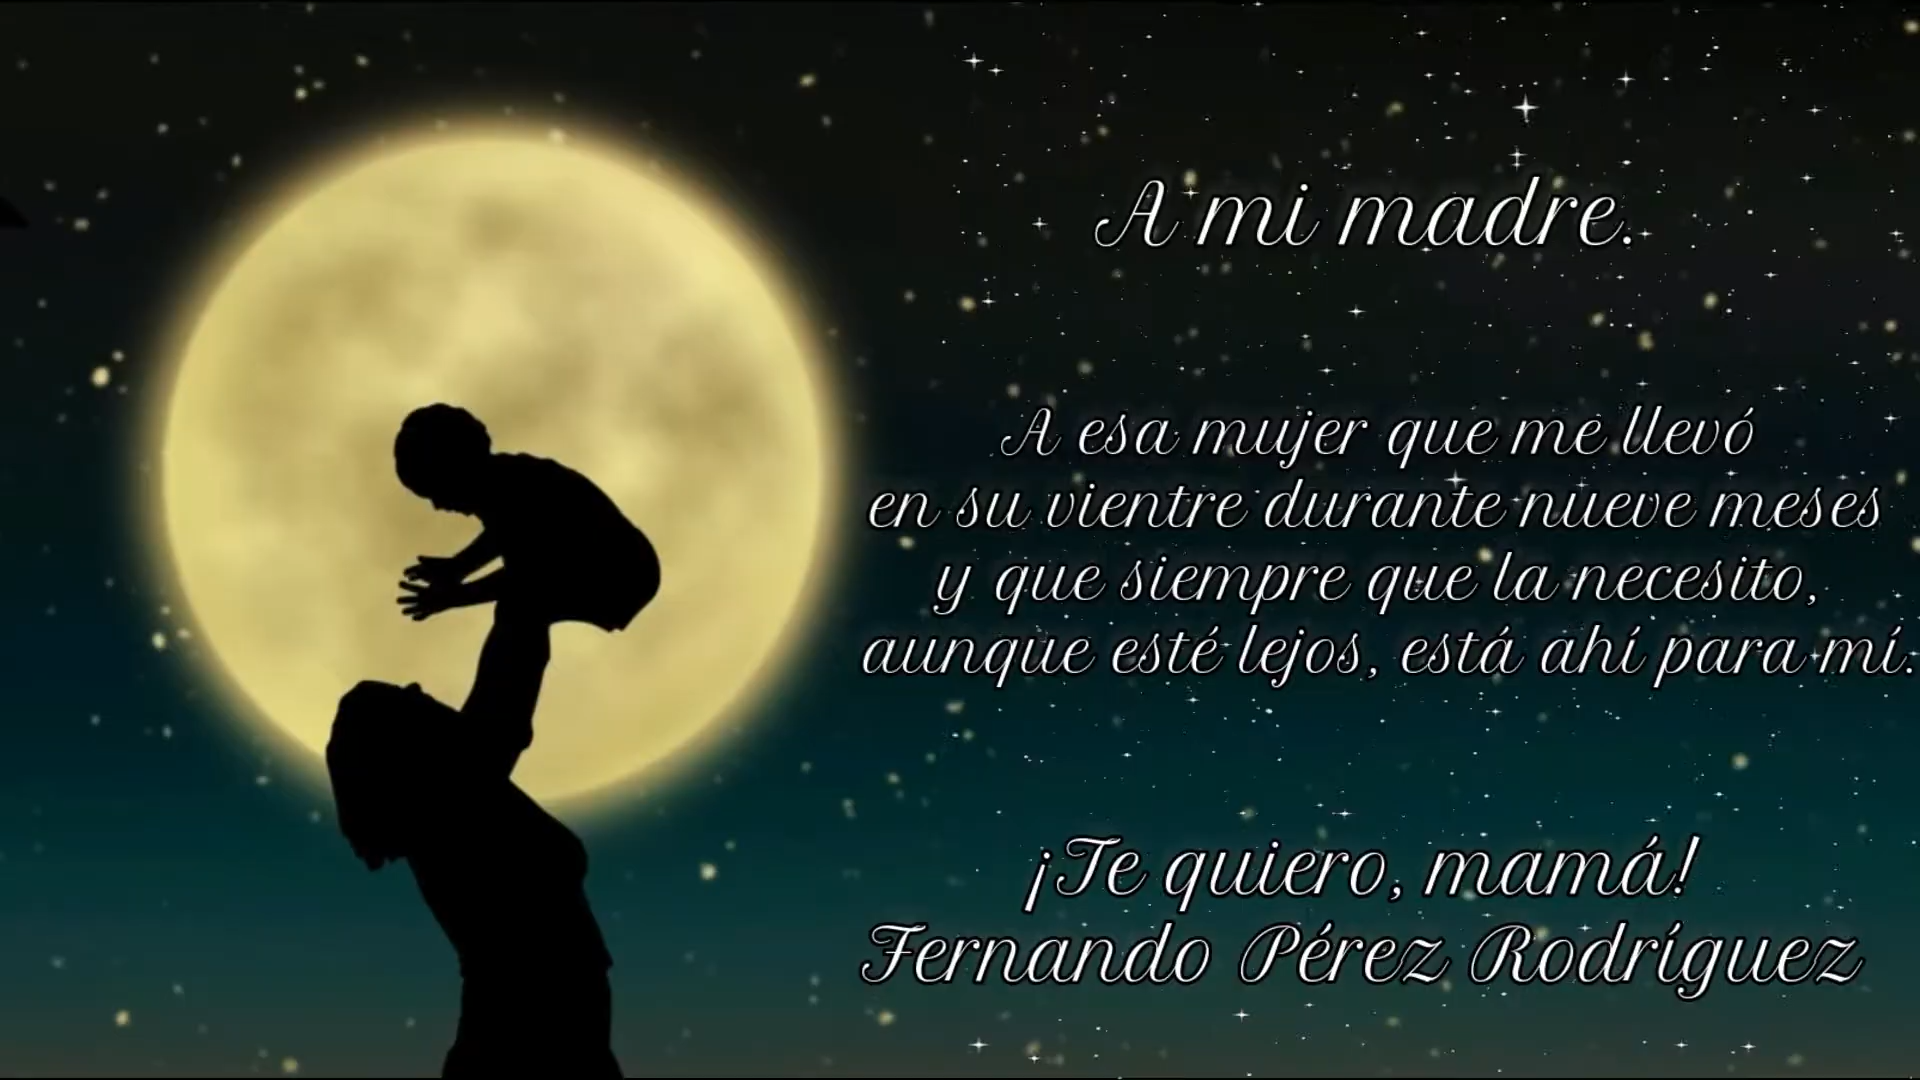 A mi madre.
A esa mujer que me llevó
en su vientre durante nueve meses
y que siempre que la necesito,
aunque esté lejos, está ahí para mí.
¡Te quiero, mamá!
Fernando Pérez Rodríguez